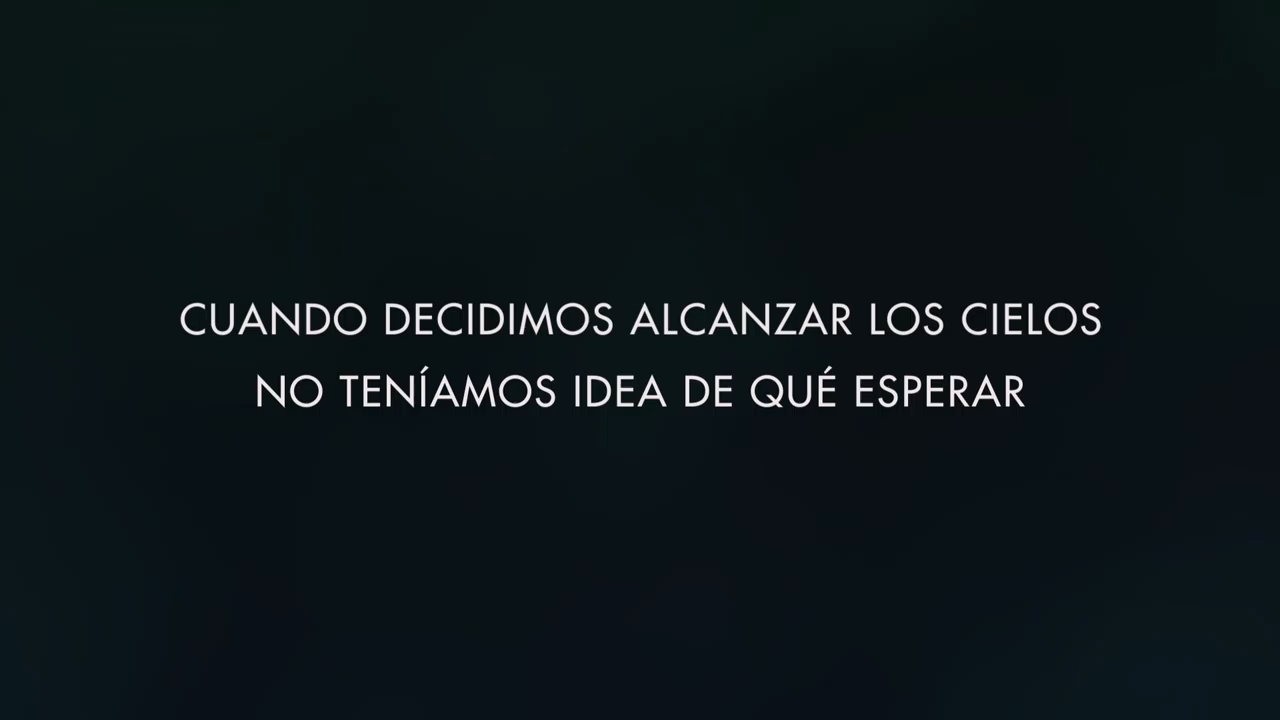 CUANDO DECIDIMOS ALCANZAR LOS CIELOS
NO TENÍAMOS IDEA DE QUÉ ESPERAR